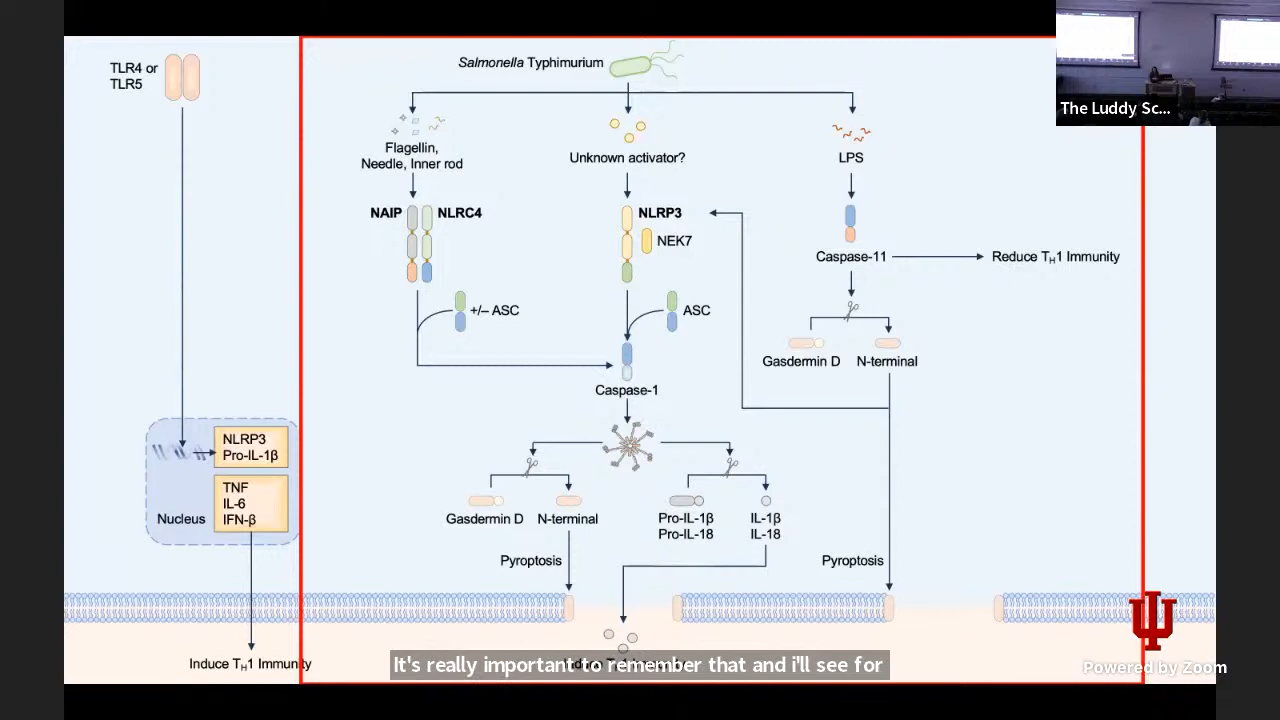 TLR4 or
TLR5
Salmonella Typhimurium
The Luddy Sc...
Flagellin,
Needle, Inner rod
Unknown activator?
LPS
NAIP
NLRC4
NLRP3
NEK7
Caspase-11
Reduce TH1 Immunity
+/– ASC
ASC
Gasdermin D
N-terminal
Caspase-1
NLRP3
Pro-IL-1β
TNF
IL-6
IFN-β
Nucleus
Gasdermin D
N-terminal
Pro-IL-1β
Pro-IL-18
IL-1β
IL-18
Pyroptosis
Pyroptosis
Induce TH1 Immunity
It's really important to remember that and i'll see for
Powered by Zoom